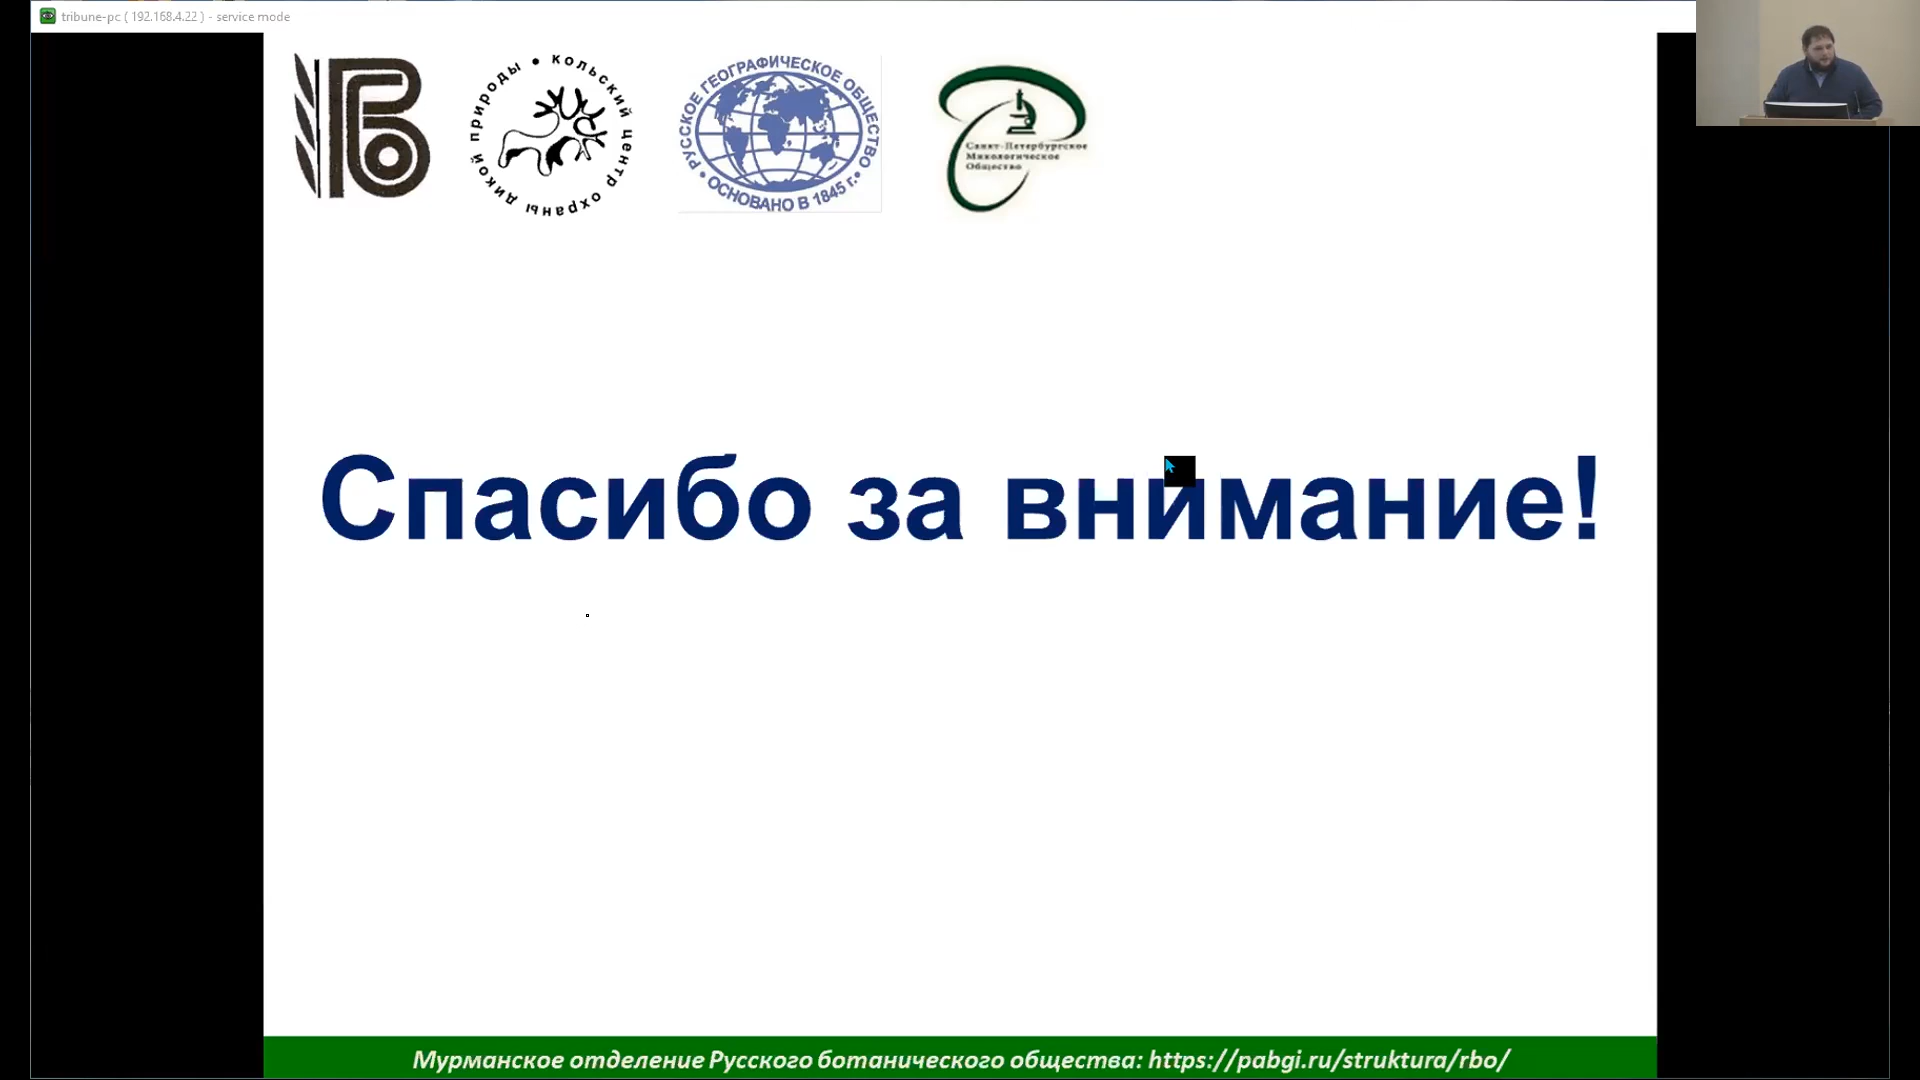 tribune-pc ( 192.168.4.22 ) - service mode
кольский центр охраны дикой природы •
РУССКОЕ ГЕОГРАФИЧЕСКОЕ ОБЩЕСТВО
• ОСНОВАНО В 1845 г. •
Санкт-Петербургское
Микологическое
Общество
Спасибо за внимание!
Мурманское отделение Русского ботанического общества: https://pabgi.ru/struktura/rbo/